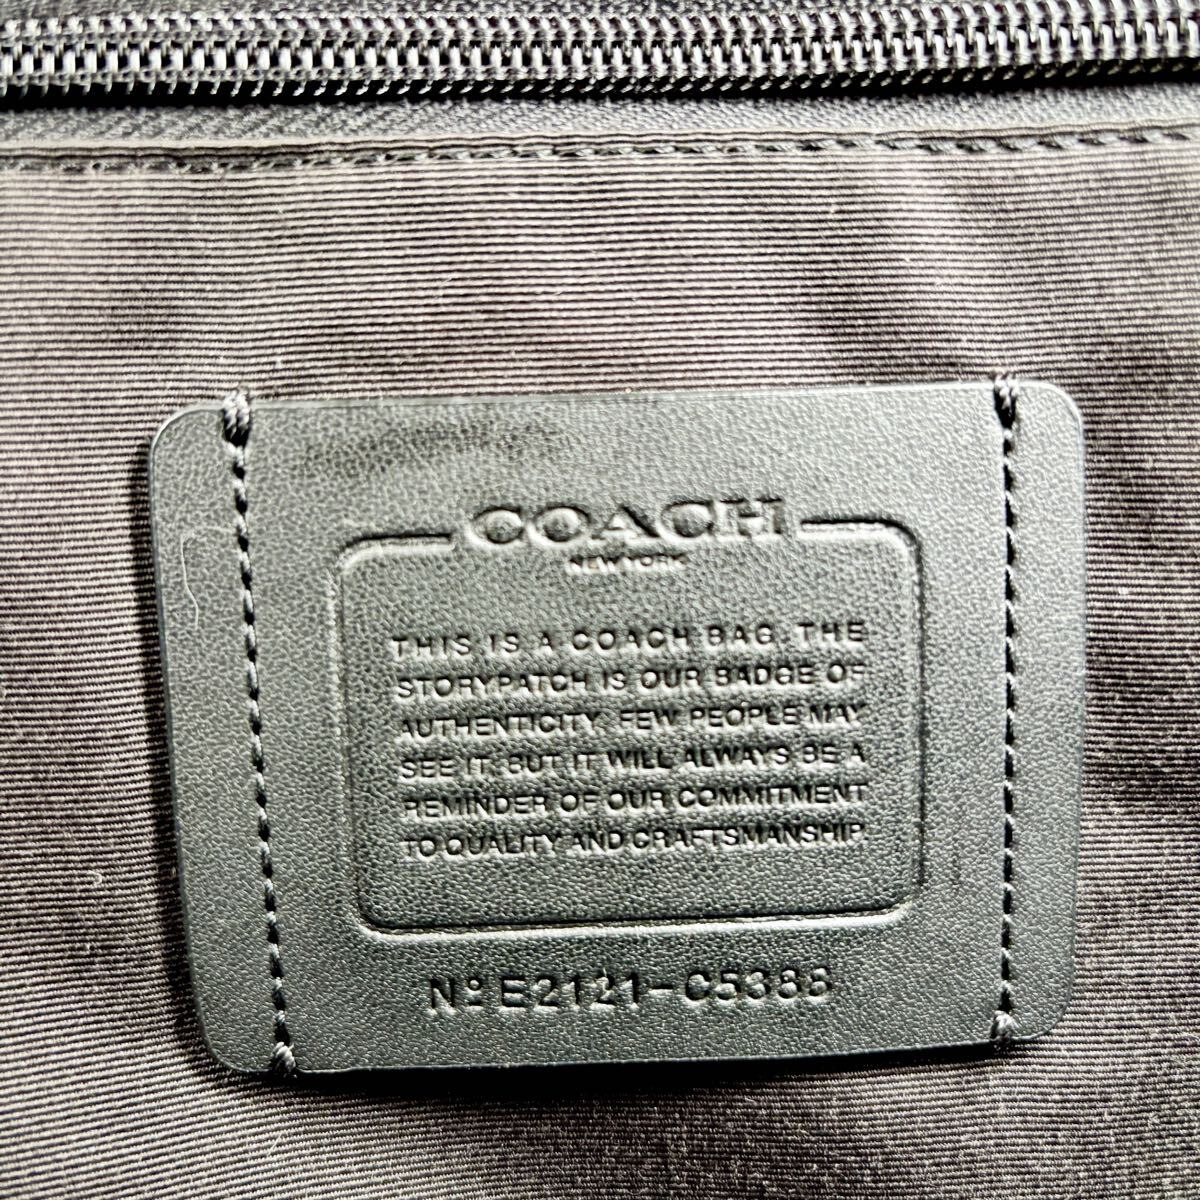 COACH
NEW YORK
THIS IS A COACH BAG. THE
STORYPATCH IS OUR BADGE OF
AUTHENTICITY. FEW PEOPLE MAY
SEE IT, BUT IT WILL ALWAYS BE A
REMINDER OF OUR COMMITMENT
TO QUALITY AND CRAFTSMANSHIP.
Nº E2121-C5388